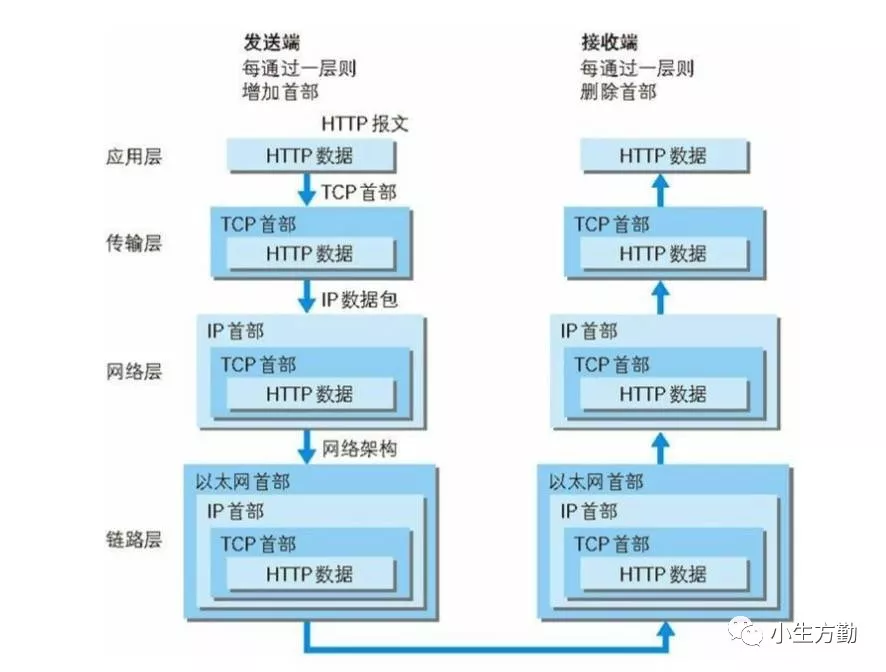 发送端
每通过一层则
增加首部
接收端
每通过一层则
删除首部
HTTP 报文
应用层
HTTP 数据
HTTP 数据
TCP 首部
传输层
TCP 首部
HTTP 数据
TCP 首部
HTTP 数据
IP 数据包
网络层
IP 首部
TCP 首部
HTTP 数据
IP 首部
TCP 首部
HTTP 数据
网络架构
链路层
以太网首部
IP 首部
TCP 首部
HTTP 数据
以太网首部
IP 首部
TCP 首部
HTTP 数据
小生方勤